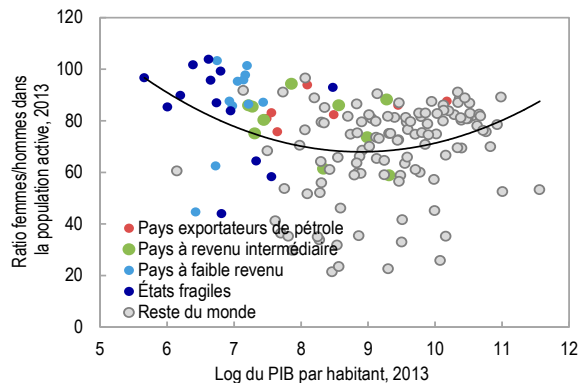 Ratio femmes/hommes dans
la population active, 2013
120
100
80
60
40
20
0
Pays exportateurs de pétrole
Pays à revenu intermédiaire
Pays à faible revenu
États fragiles
Reste du monde
5 6 7 8 9 10 11 12
Log du PIB par habitant, 2013